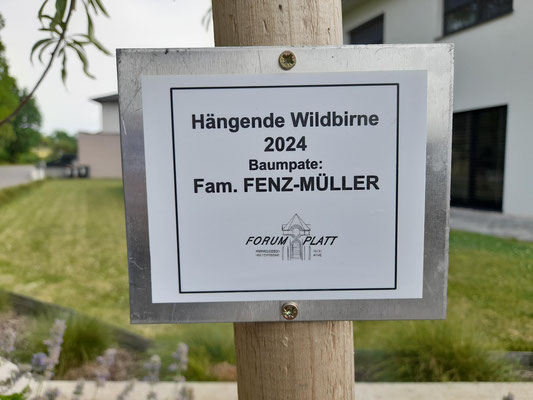 Hängende Wildbirne
2024
Baumpate:
Fam. FENZ-MÜLLER
FORUM PLATT